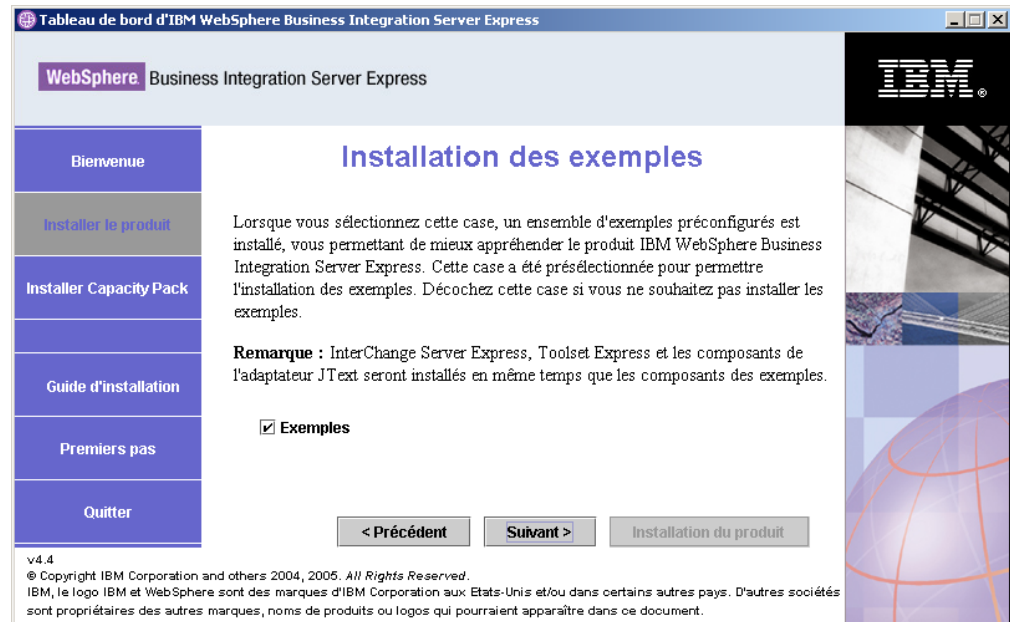 Tableau de bord d'IBM WebSphere Business Integration Server Express
WebSphere. Business Integration Server Express
IBM®
Bienvenue
Installer le produit
Installer Capacity Pack
Guide d'installation
Premiers pas
Quitter
Installation des exemples
Lorsque vous sélectionnez cette case, un ensemble d'exemples préconfigurés est
installé, vous permettant de mieux appréhender le produit IBM WebSphere Business
Integration Server Express. Cette case a été présélectionnée pour permettre
l'installation des exemples. Décochez cette case si vous ne souhaitez pas installer les
exemples.
Remarque : InterChange Server Express, Toolset Express et les composants de
l'adaptateur JText seront installés en même temps que les composants des exemples.
Exemples
< Précédent
Suivant >
Installation du produit
v4.4
© Copyright IBM Corporation and others 2004, 2005. All Rights Reserved.
IBM, le logo IBM et WebSphere sont des marques d'IBM Corporation aux Etats-Unis et/ou dans certains autres pays. D'autres sociétés
sont propriétaires des autres marques, noms de produits ou logos qui pourraient apparaître dans ce document.